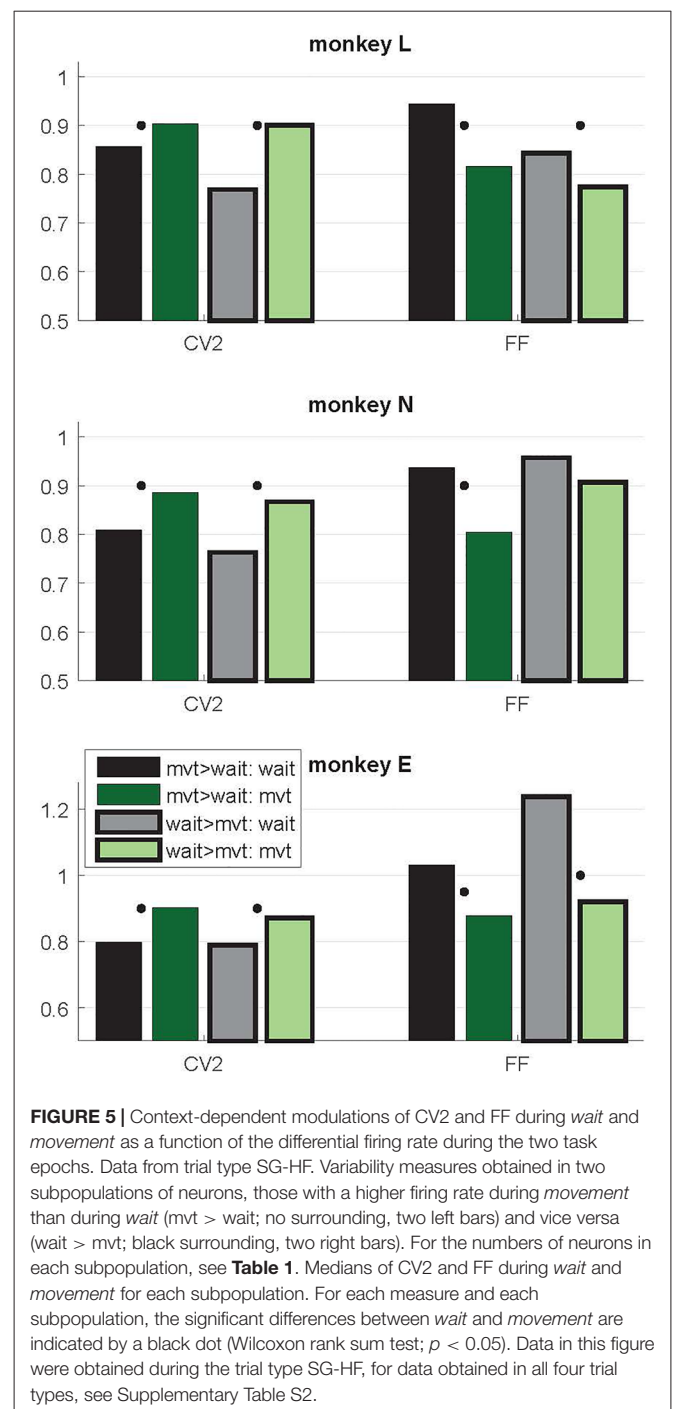 monkey L
1
0.9
0.8
0.7
0.6
0.5
CV2 FF
monkey N
1
0.9
0.8
0.7
0.6
0.5
CV2 FF
monkey E
mvt>wait: wait
mvt>wait: mvt
wait>mvt: wait
wait>mvt: mvt
1.2
1
0.8
0.6
CV2 FF
FIGURE 5 | Context-dependent modulations of CV2 and FF during wait and
movement as a function of the differential firing rate during the two task
epochs. Data from trial type SG-HF. Variability measures obtained in two
subpopulations of neurons, those with a higher firing rate during movement
than during wait (mvt > wait; no surrounding, two left bars) and vice versa
(wait > mvt; black surrounding, two right bars). For the numbers of neurons in
each subpopulation, see Table 1. Medians of CV2 and FF during wait and
movement for each subpopulation. For each measure and each
subpopulation, the significant differences between wait and movement are
indicated by a black dot (Wilcoxon rank sum test; p < 0.05). Data in this figure
were obtained during the trial type SG-HF, for data obtained in all four trial
types, see Supplementary Table S2.